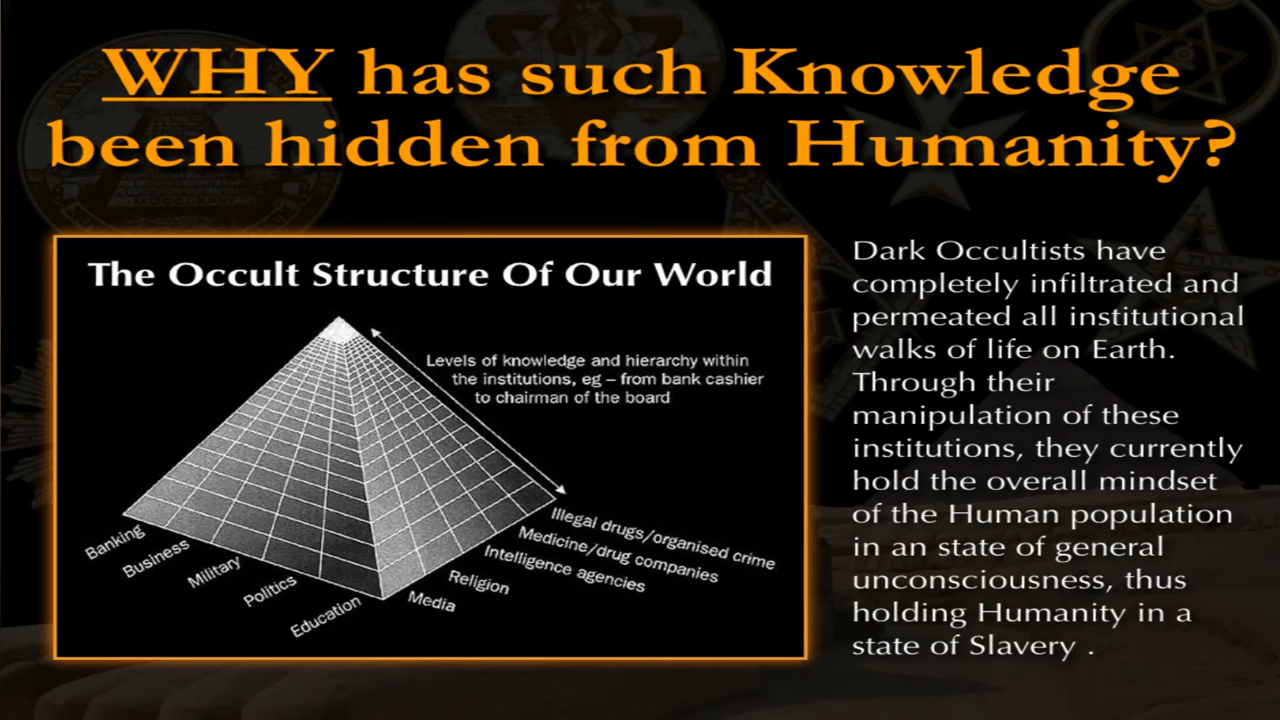 WHY has such Knowledge
been hidden from Humanity?
The Occult Structure Of Our World
Levels of knowledge and hierarchy within
the institutions, eg – from bank cashier
to chairman of the board
Banking
Business
Military
Politics
Education
Media
Religion
Intelligence agencies
Medicine/drug companies
Illegal drugs/organised crime
Dark Occultists have
completely infiltrated and
permeated all institutional
walks of life on Earth.
Through their
manipulation of these
institutions, they currently
hold the overall mindset
of the Human population
in an state of general
unconsciousness, thus
holding Humanity in a
state of Slavery .